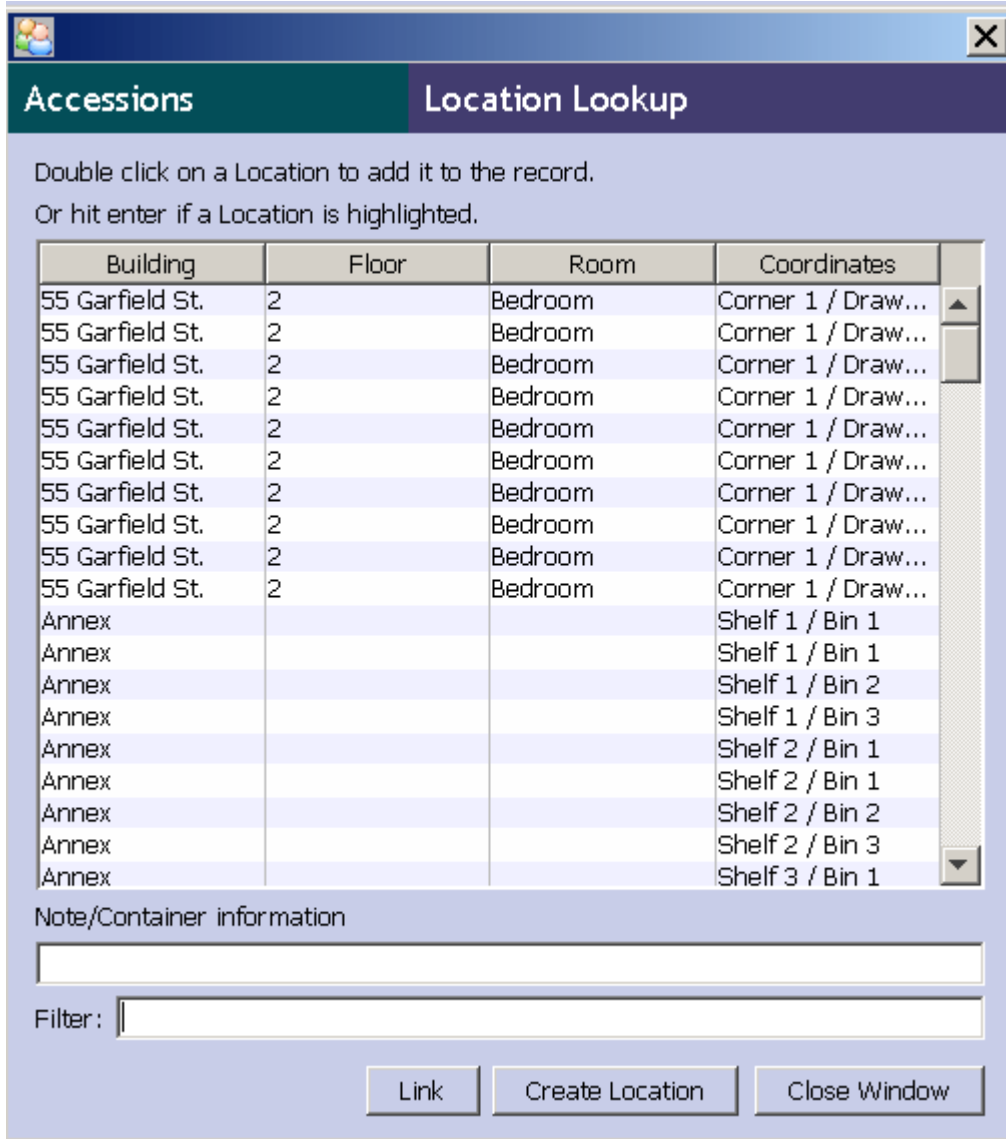 Accessions Location Lookup
Double click on a Location to add it to the record.
Or hit enter if a Location is highlighted.
Building Floor Room Coordinates
55 Garfield St. 2 Bedroom Corner 1 / Draw...
55 Garfield St. 2 Bedroom Corner 1 / Draw...
55 Garfield St. 2 Bedroom Corner 1 / Draw...
55 Garfield St. 2 Bedroom Corner 1 / Draw...
55 Garfield St. 2 Bedroom Corner 1 / Draw...
55 Garfield St. 2 Bedroom Corner 1 / Draw...
55 Garfield St. 2 Bedroom Corner 1 / Draw...
55 Garfield St. 2 Bedroom Corner 1 / Draw...
55 Garfield St. 2 Bedroom Corner 1 / Draw...
55 Garfield St. 2 Bedroom Corner 1 / Draw...
Annex Shelf 1 / Bin 1
Annex Shelf 1 / Bin 1
Annex Shelf 1 / Bin 2
Annex Shelf 1 / Bin 3
Annex Shelf 2 / Bin 1
Annex Shelf 2 / Bin 1
Annex Shelf 2 / Bin 2
Annex Shelf 2 / Bin 3
Annex Shelf 3 / Bin 1
Note/Container information
Filter:
Link Create Location Close Window